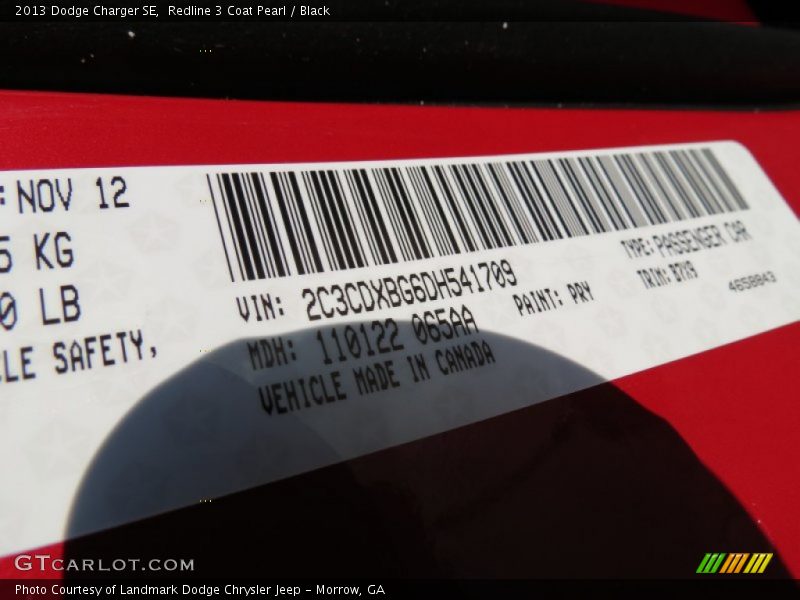 2013 Dodge Charger SE, Redline 3 Coat Pearl / Black
: NOV 12
5 KG
0 LB
LE SAFETY,
VIN: 2C3CDXBG6DH541709
MDH: 110122 065AA
VEHICLE MADE IN CANADA
PAINT: PRY
TYPE: PASSENGER CAR
TRIM: B7X9
4658843
GTCARLOT.COM
Photo Courtesy of Landmark Dodge Chrysler Jeep - Morrow, GA